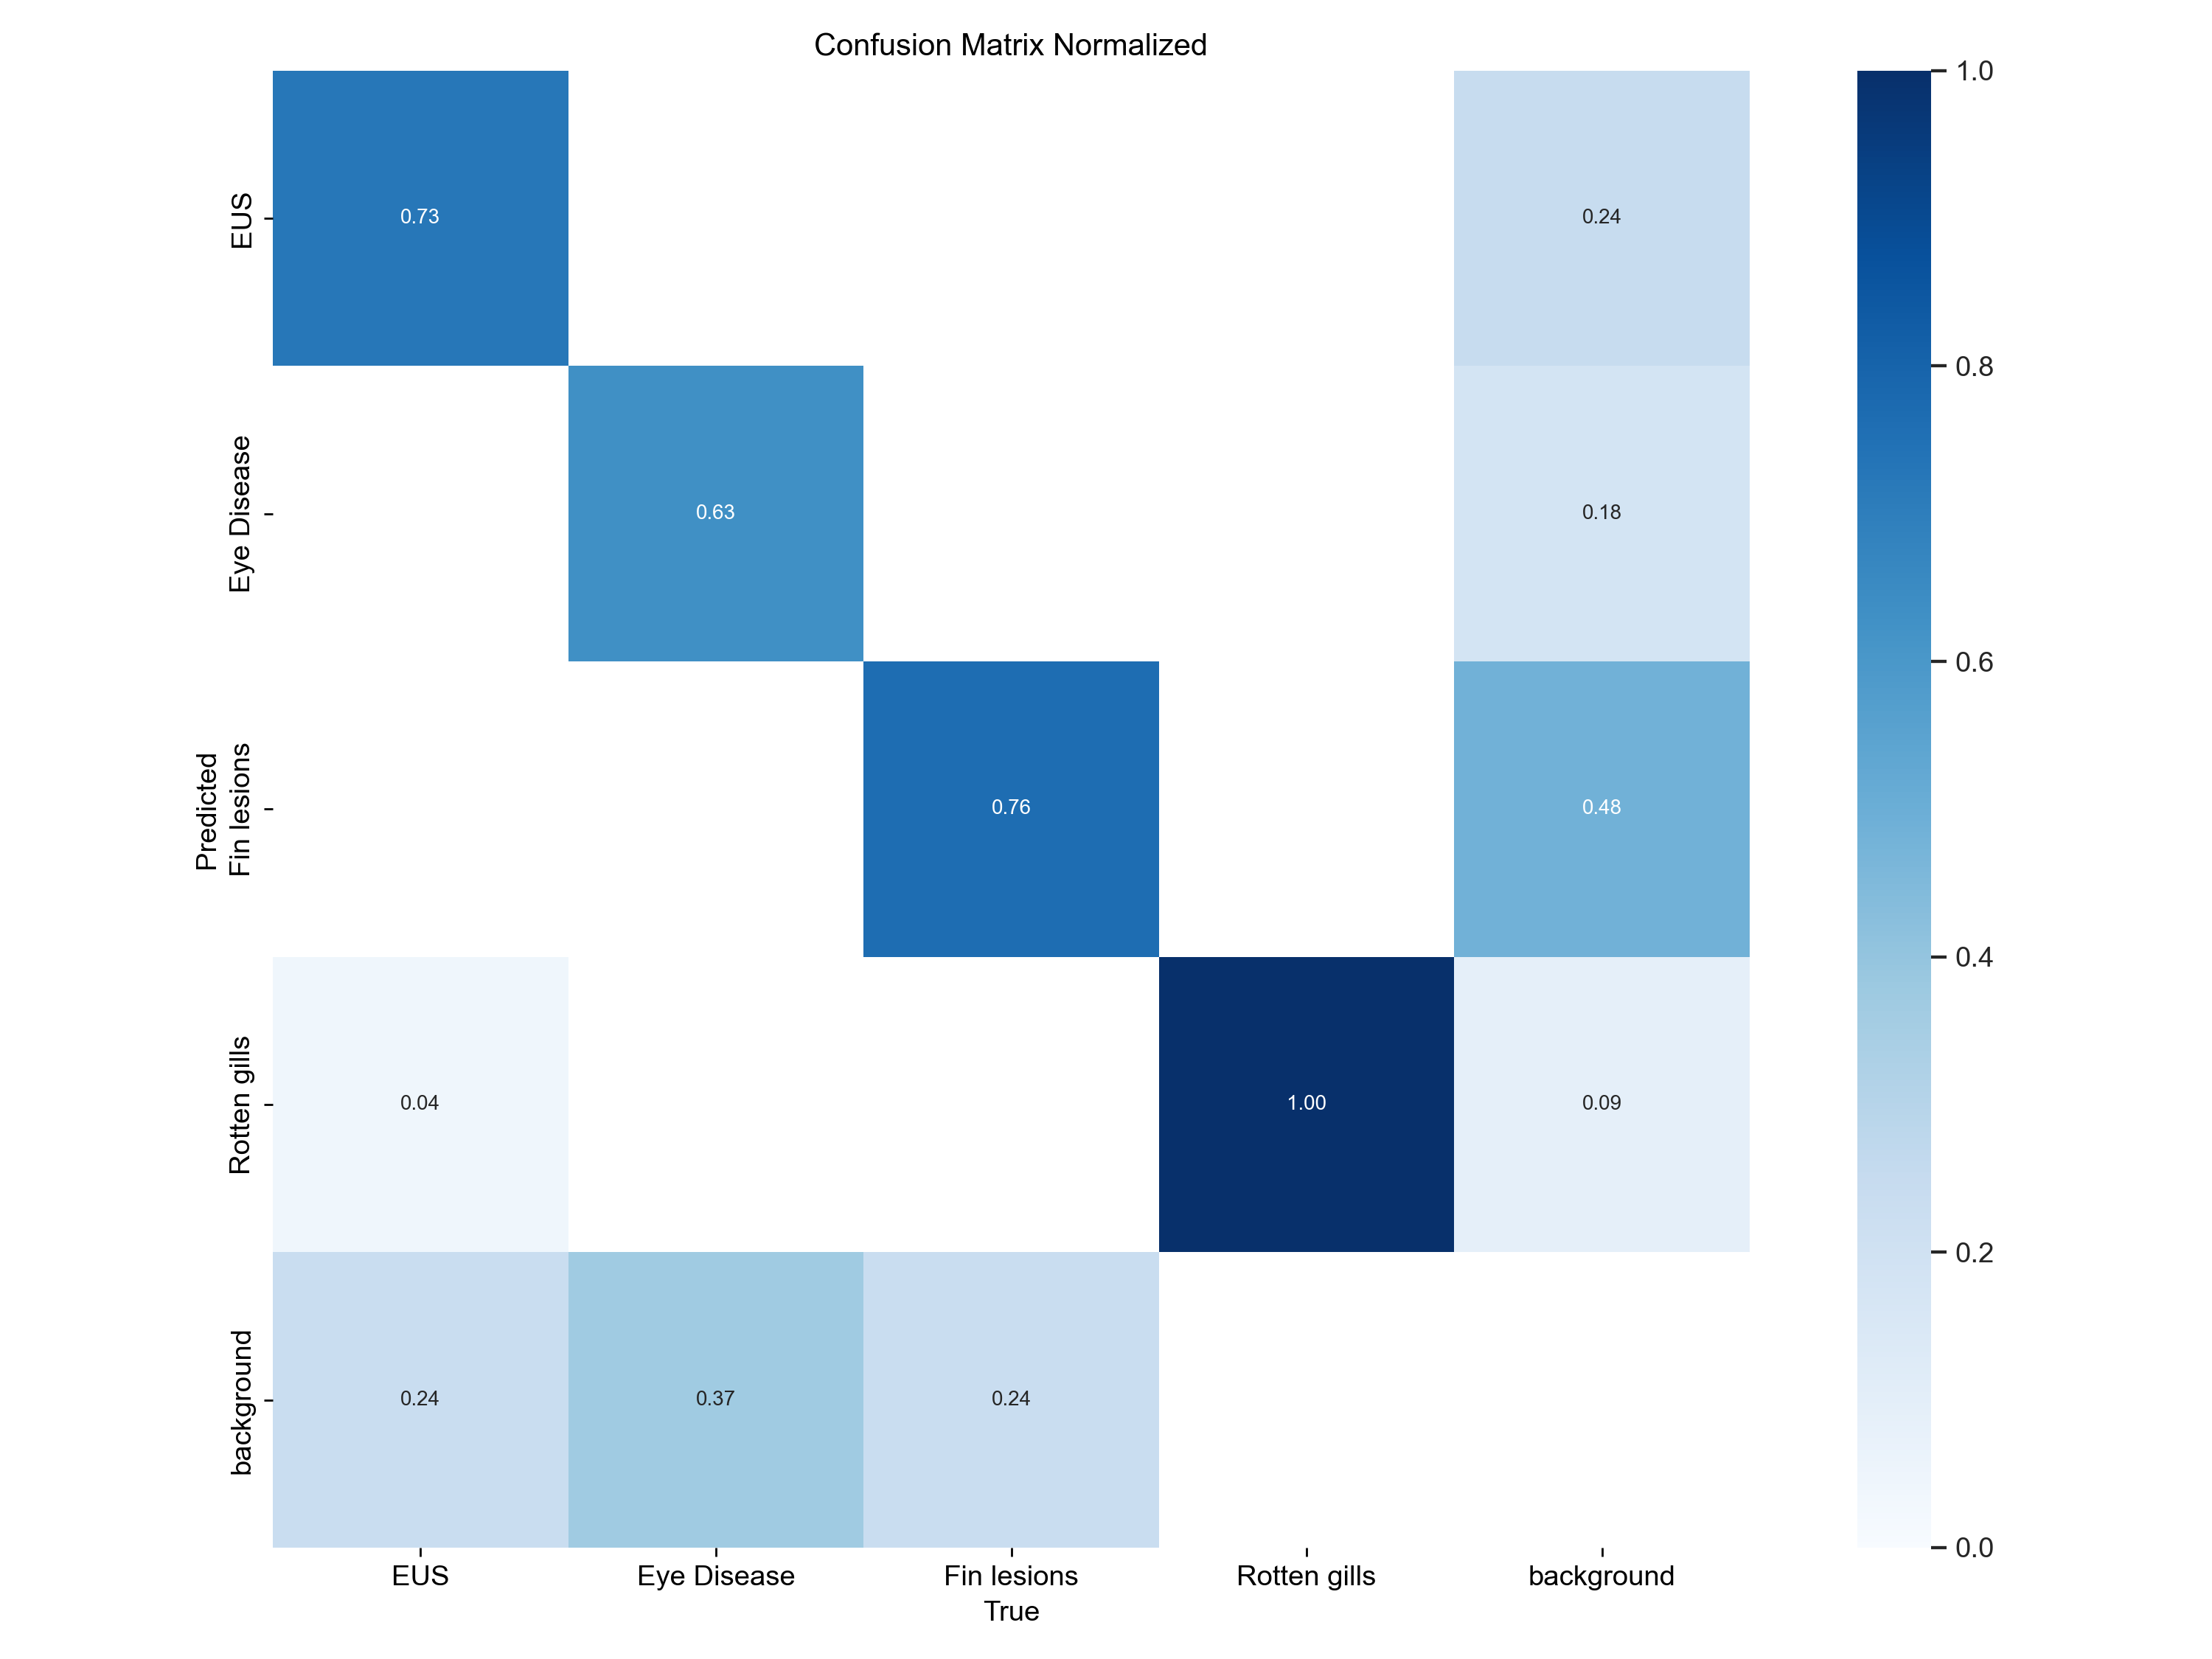 Confusion Matrix Normalized
1.0
EUS
0.73
0.24
0.8
Eye Disease
0.63
0.18
0.6
Predicted
Fin lesions
0.76
0.48
0.4
Rotten gills
0.04
1.00
0.09
0.2
background
0.24
0.37
0.24
0.0
EUS
Eye Disease
Fin lesions
Rotten gills
background
True